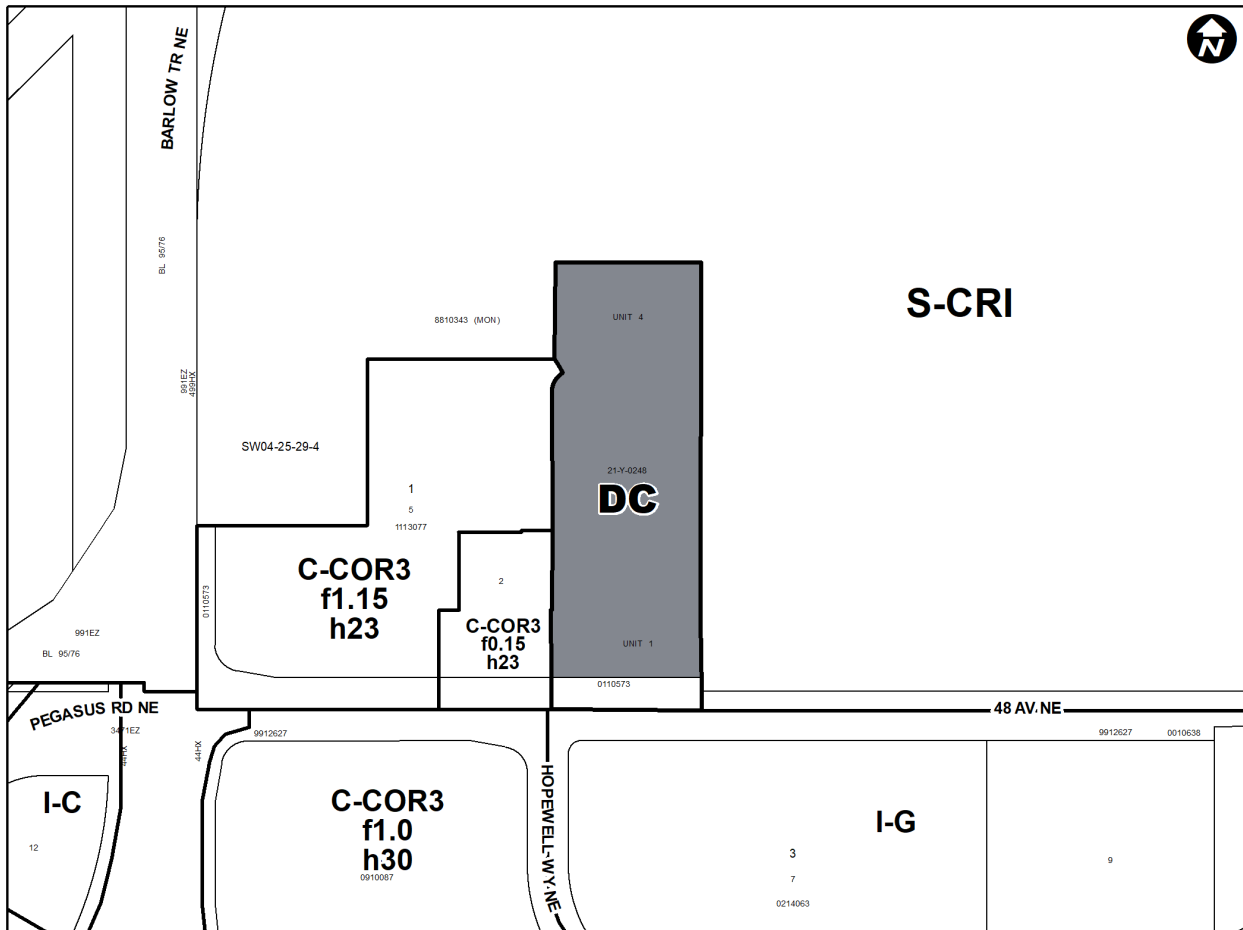 N
BARLOW TR NE
BL 95/76
S-CRI
8810343 (MON)
UNIT 4
991EZ
499HX
SW04-25-29-4
21-Y-0248
DC
1
5
1113077
C-COR3
f1.15
h23
2
C-COR3
f0.15
h23
0110573
UNIT 1
991EZ
BL 95/76
0110573
PEGASUS RD NE
48 AV NE
3471EZ
44HX
44HX
9912627
9912627
0010638
HOPEWELL WY NE
I-C
12
C-COR3
f1.0
h30
0910087
I-G
3
7
0214063
9